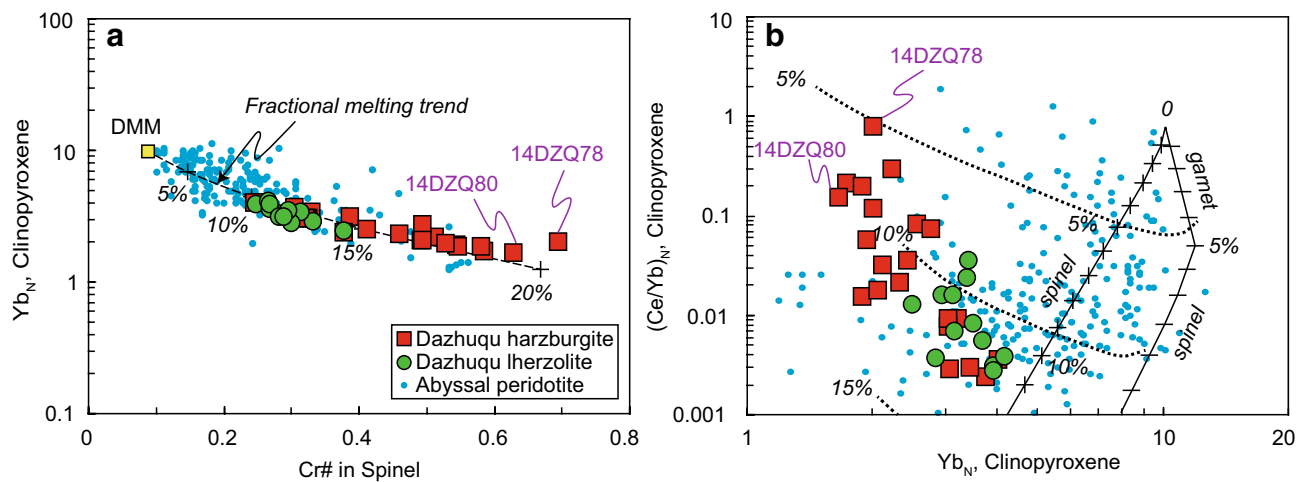 a
100
10
1
0.1
Yb_N, Clinopyroxene
0
0.2
0.4
0.6
0.8
Cr# in Spinel
DMM
Fractional melting trend
5%
10%
15%
20%
14DZQ80
14DZQ78
Dazhuqu harzburgite
Dazhuqu lherzolite
Abyssal peridotite
b
10
1
0.1
0.01
0.001
(Ce/Yb)_N, Clinopyroxene
1
10
20
Yb_N, Clinopyroxene
14DZQ78
14DZQ80
5%
10%
15%
0
garnet
5%
5%
spinel
spinel
10%